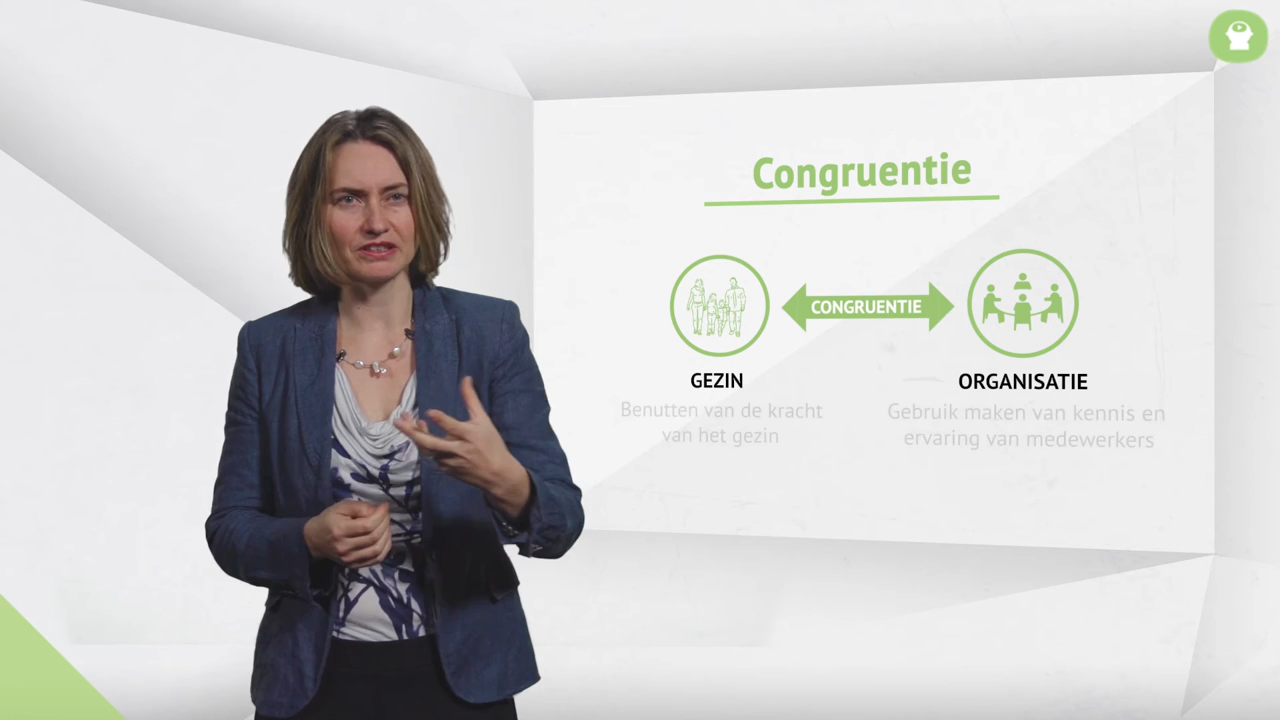 Congruentie
CONGRUENTIE
GEZIN
Benutten van de kracht
van het gezin
ORGANISATIE
Gebruik maken van kennis en
ervaring van medewerkers